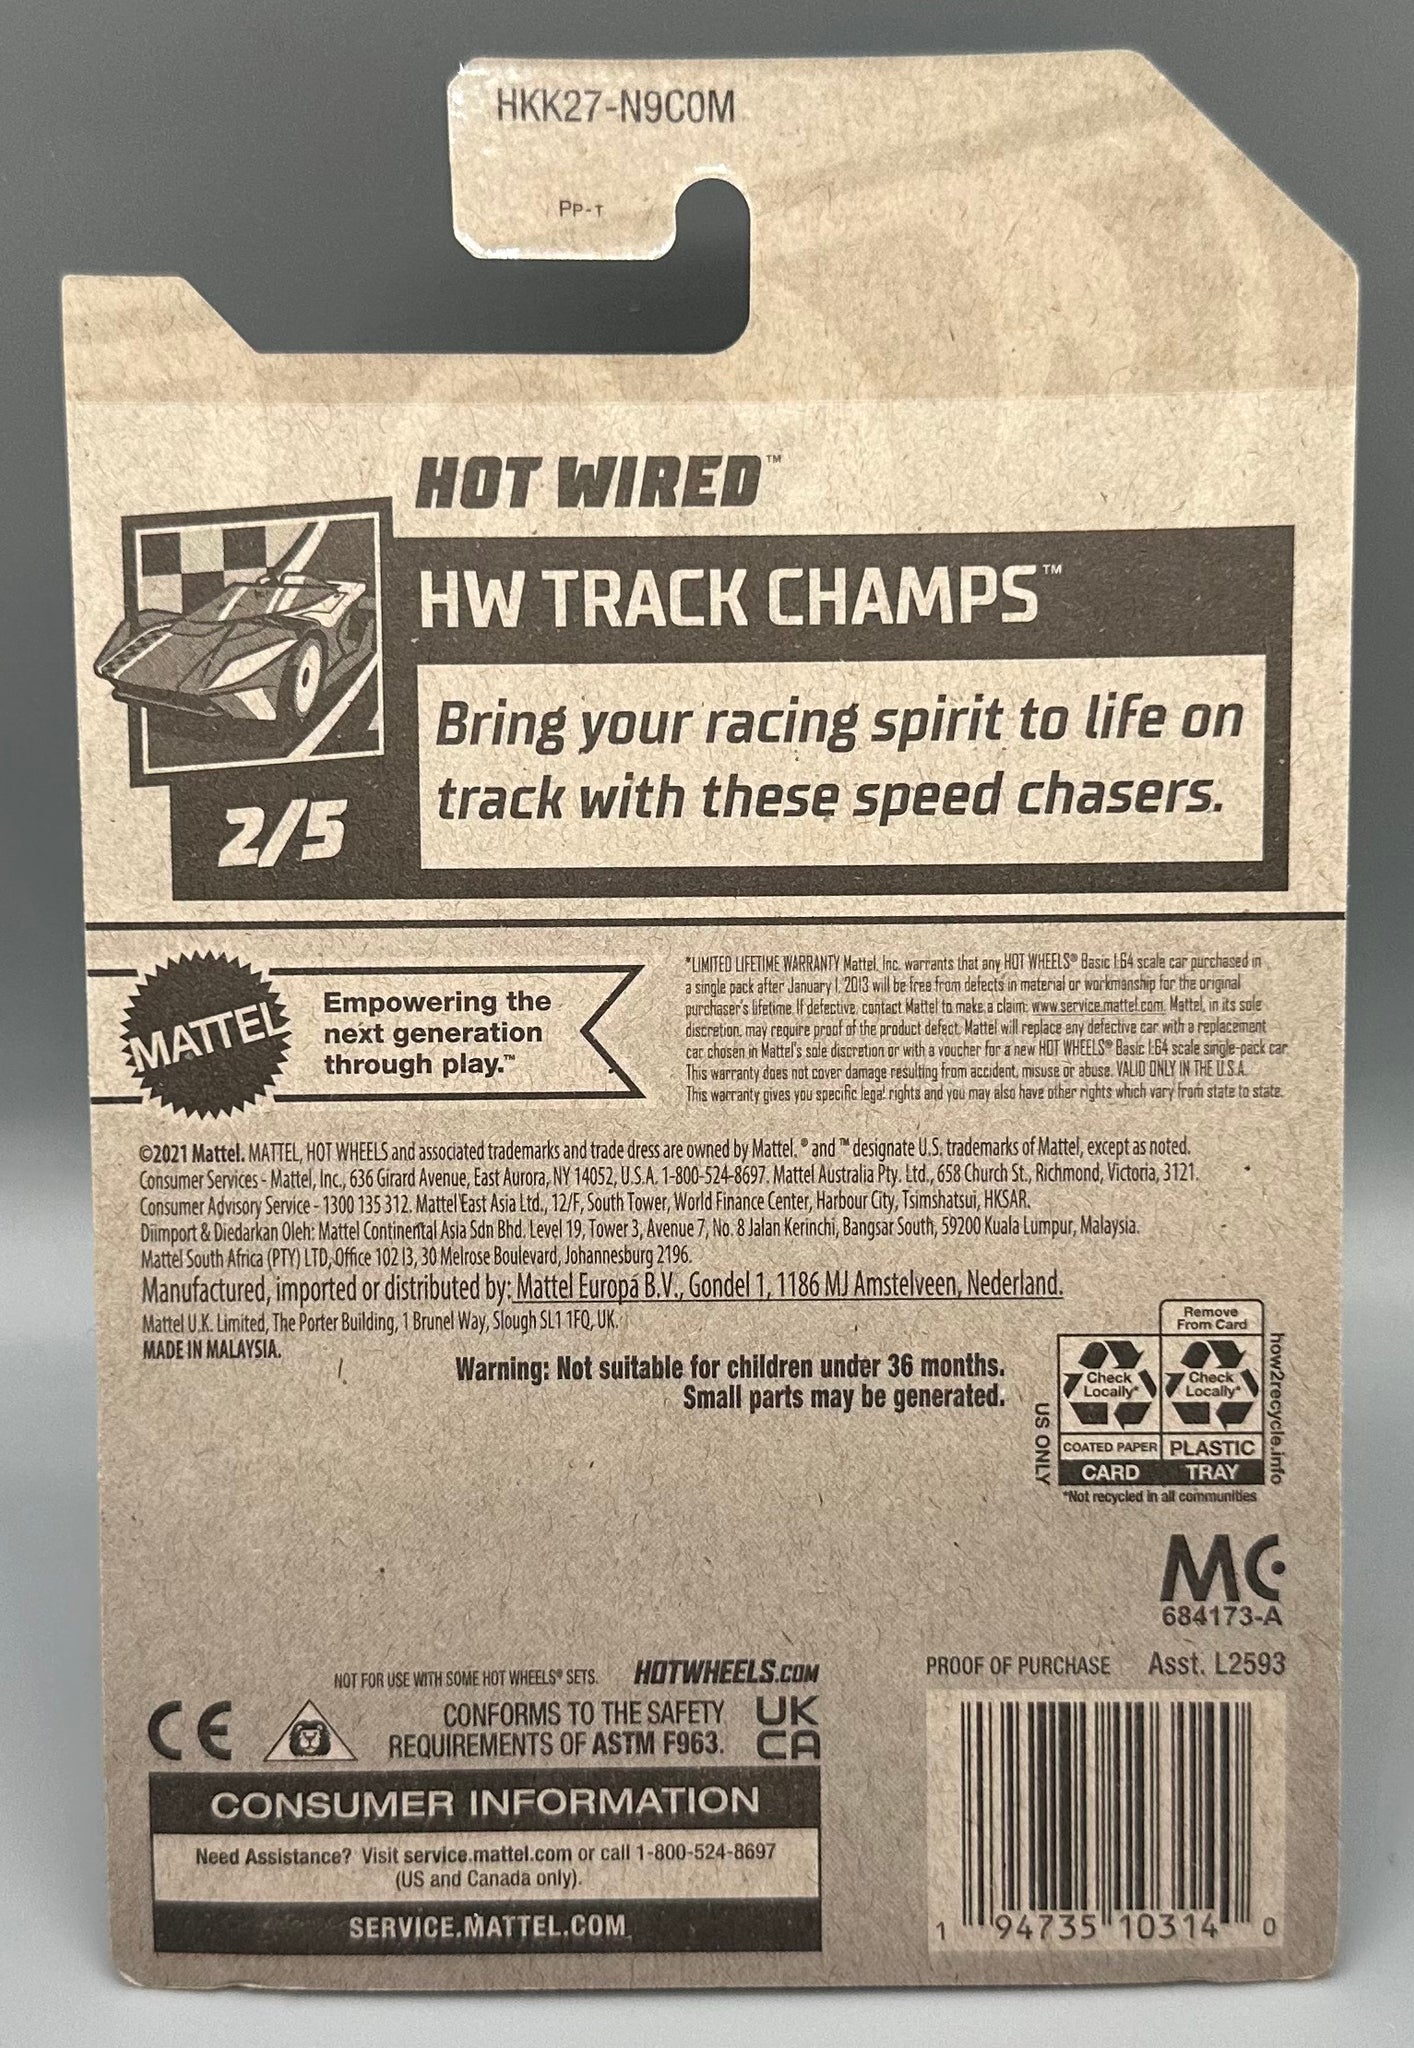 HKK27-N9C0M
PP-T
HOT WIRED™
HW TRACK CHAMPS™
Bring your racing spirit to life on
track with these speed chasers.
2/5
MATTEL
Empowering the
next generation
through play.™
*LIMITED LIFETIME WARRANTY Mattel, Inc. warrants that any HOT WHEELS® Basic 1:64 scale car purchased in
a single pack after January 1, 2013 will be free from defects in material or workmanship for the original
purchaser's lifetime. If defective, contact Mattel to make a claim: www.service.mattel.com. Mattel, in its sole
discretion, may require proof of the product defect. Mattel will replace any defective car with a replacement
car chosen in Mattel's sole discretion or with a voucher for a new HOT WHEELS® Basic 1:64 scale single-pack car.
This warranty does not cover damage resulting from accident, misuse or abuse. VALID ONLY IN THE U.S.A.
This warranty gives you specific legal rights and you may also have other rights which vary from state to state.
©2021 Mattel. MATTEL, HOT WHEELS and associated trademarks and trade dress are owned by Mattel. ® and ™ designate U.S. trademarks of Mattel, except as noted.
Consumer Services - Mattel, Inc., 636 Girard Avenue, East Aurora, NY 14052, U.S.A. 1-800-524-8697. Mattel Australia Pty. Ltd., 658 Church St., Richmond, Victoria, 3121.
Consumer Advisory Service - 1300 135 312. Mattel East Asia Ltd., 12/F, South Tower, World Finance Center, Harbour City, Tsimshatsui, HKSAR.
Diimport & Diedarkan Oleh: Mattel Continental Asia Sdn Bhd. Level 19, Tower 3, Avenue 7, No. 8 Jalan Kerinchi, Bangsar South, 59200 Kuala Lumpur, Malaysia.
Mattel South Africa (PTY) LTD, Office 102 I3, 30 Melrose Boulevard, Johannesburg 2196.
Manufactured, imported or distributed by: Mattel Europa B.V., Gondel 1, 1186 MJ Amstelveen, Nederland.
Mattel U.K. Limited, The Porter Building, 1 Brunel Way, Slough SL1 1FQ, UK.
MADE IN MALAYSIA.
Warning: Not suitable for children under 36 months.
Small parts may be generated.
Remove
From Card
Check
Locally*
Check
Locally*
COATED PAPER
PLASTIC
CARD
TRAY
*Not recycled in all communities
US ONLY
how2recycle.info
MC
684173-A
NOT FOR USE WITH SOME HOT WHEELS® SETS.
HOTWHEELS.COM
PROOF OF PURCHASE
Asst. L2593
CE
CONFORMS TO THE SAFETY
REQUIREMENTS OF ASTM F963.
UK
CA
CONSUMER INFORMATION
Need Assistance? Visit service.mattel.com or call 1-800-524-8697
(US and Canada only).
SERVICE.MATTEL.COM
1 94735 10314 0